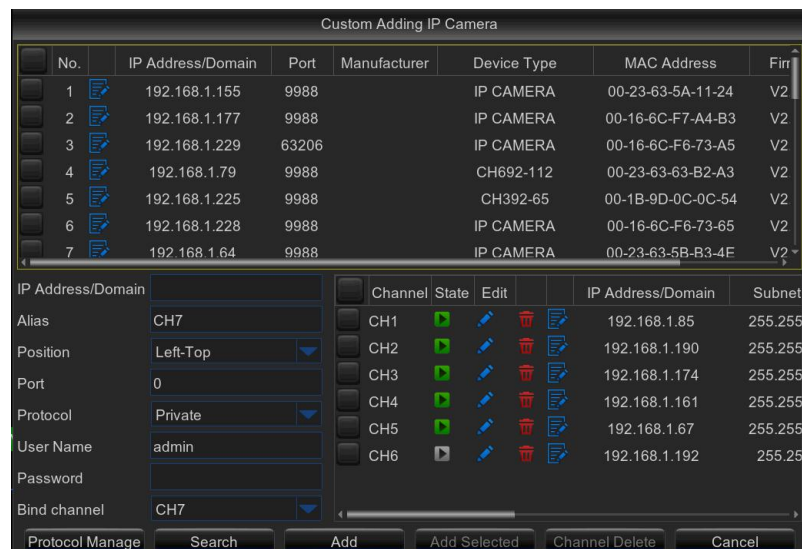 Custom Adding IP Camera
No. IP Address/Domain Port Manufacturer Device Type MAC Address Firr
1 192.168.1.155 9988 IP CAMERA 00-23-63-5A-11-24 V2
2 192.168.1.177 9988 IP CAMERA 00-16-6C-F7-A4-B3 V2
3 192.168.1.229 63206 IP CAMERA 00-16-6C-F6-73-A5 V2
4 192.168.1.79 9988 CH692-112 00-23-63-63-B2-A3 V2
5 192.168.1.225 9988 CH392-65 00-1B-9D-0C-0C-54 V2
6 192.168.1.228 9988 IP CAMERA 00-16-6C-F6-73-65 V2
7 192.168.1.64 9988 IP CAMERA 00-23-63-5B-B3-4E V2
IP Address/Domain
Alias CH7
Position Left-Top
Port 0
Protocol Private
User Name admin
Password
Bind channel CH7
Channel State Edit IP Address/Domain Subnet
CH1 192.168.1.85 255.255
CH2 192.168.1.190 255.255
CH3 192.168.1.174 255.255
CH4 192.168.1.161 255.255
CH5 192.168.1.67 255.255
CH6 192.168.1.192 255.25
Protocol Manage Search Add Add Selected Channel Delete Cancel